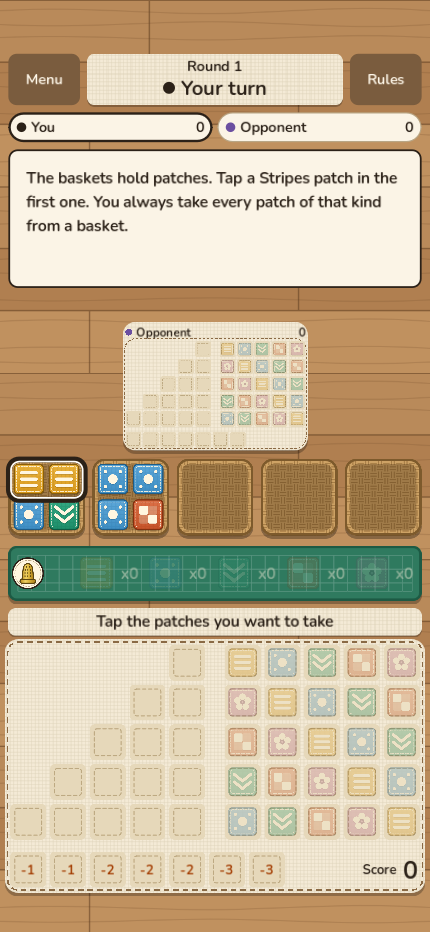 Menu
Round 1
Your turn
Rules
You 0
Opponent 0
The baskets hold patches. Tap a Stripes patch in the
first one. You always take every patch of that kind
from a basket.
Opponent 0
x0 x0 x0 x0 x0
Tap the patches you want to take
-1 -1 -2 -2 -2 -3 -3
Score 0